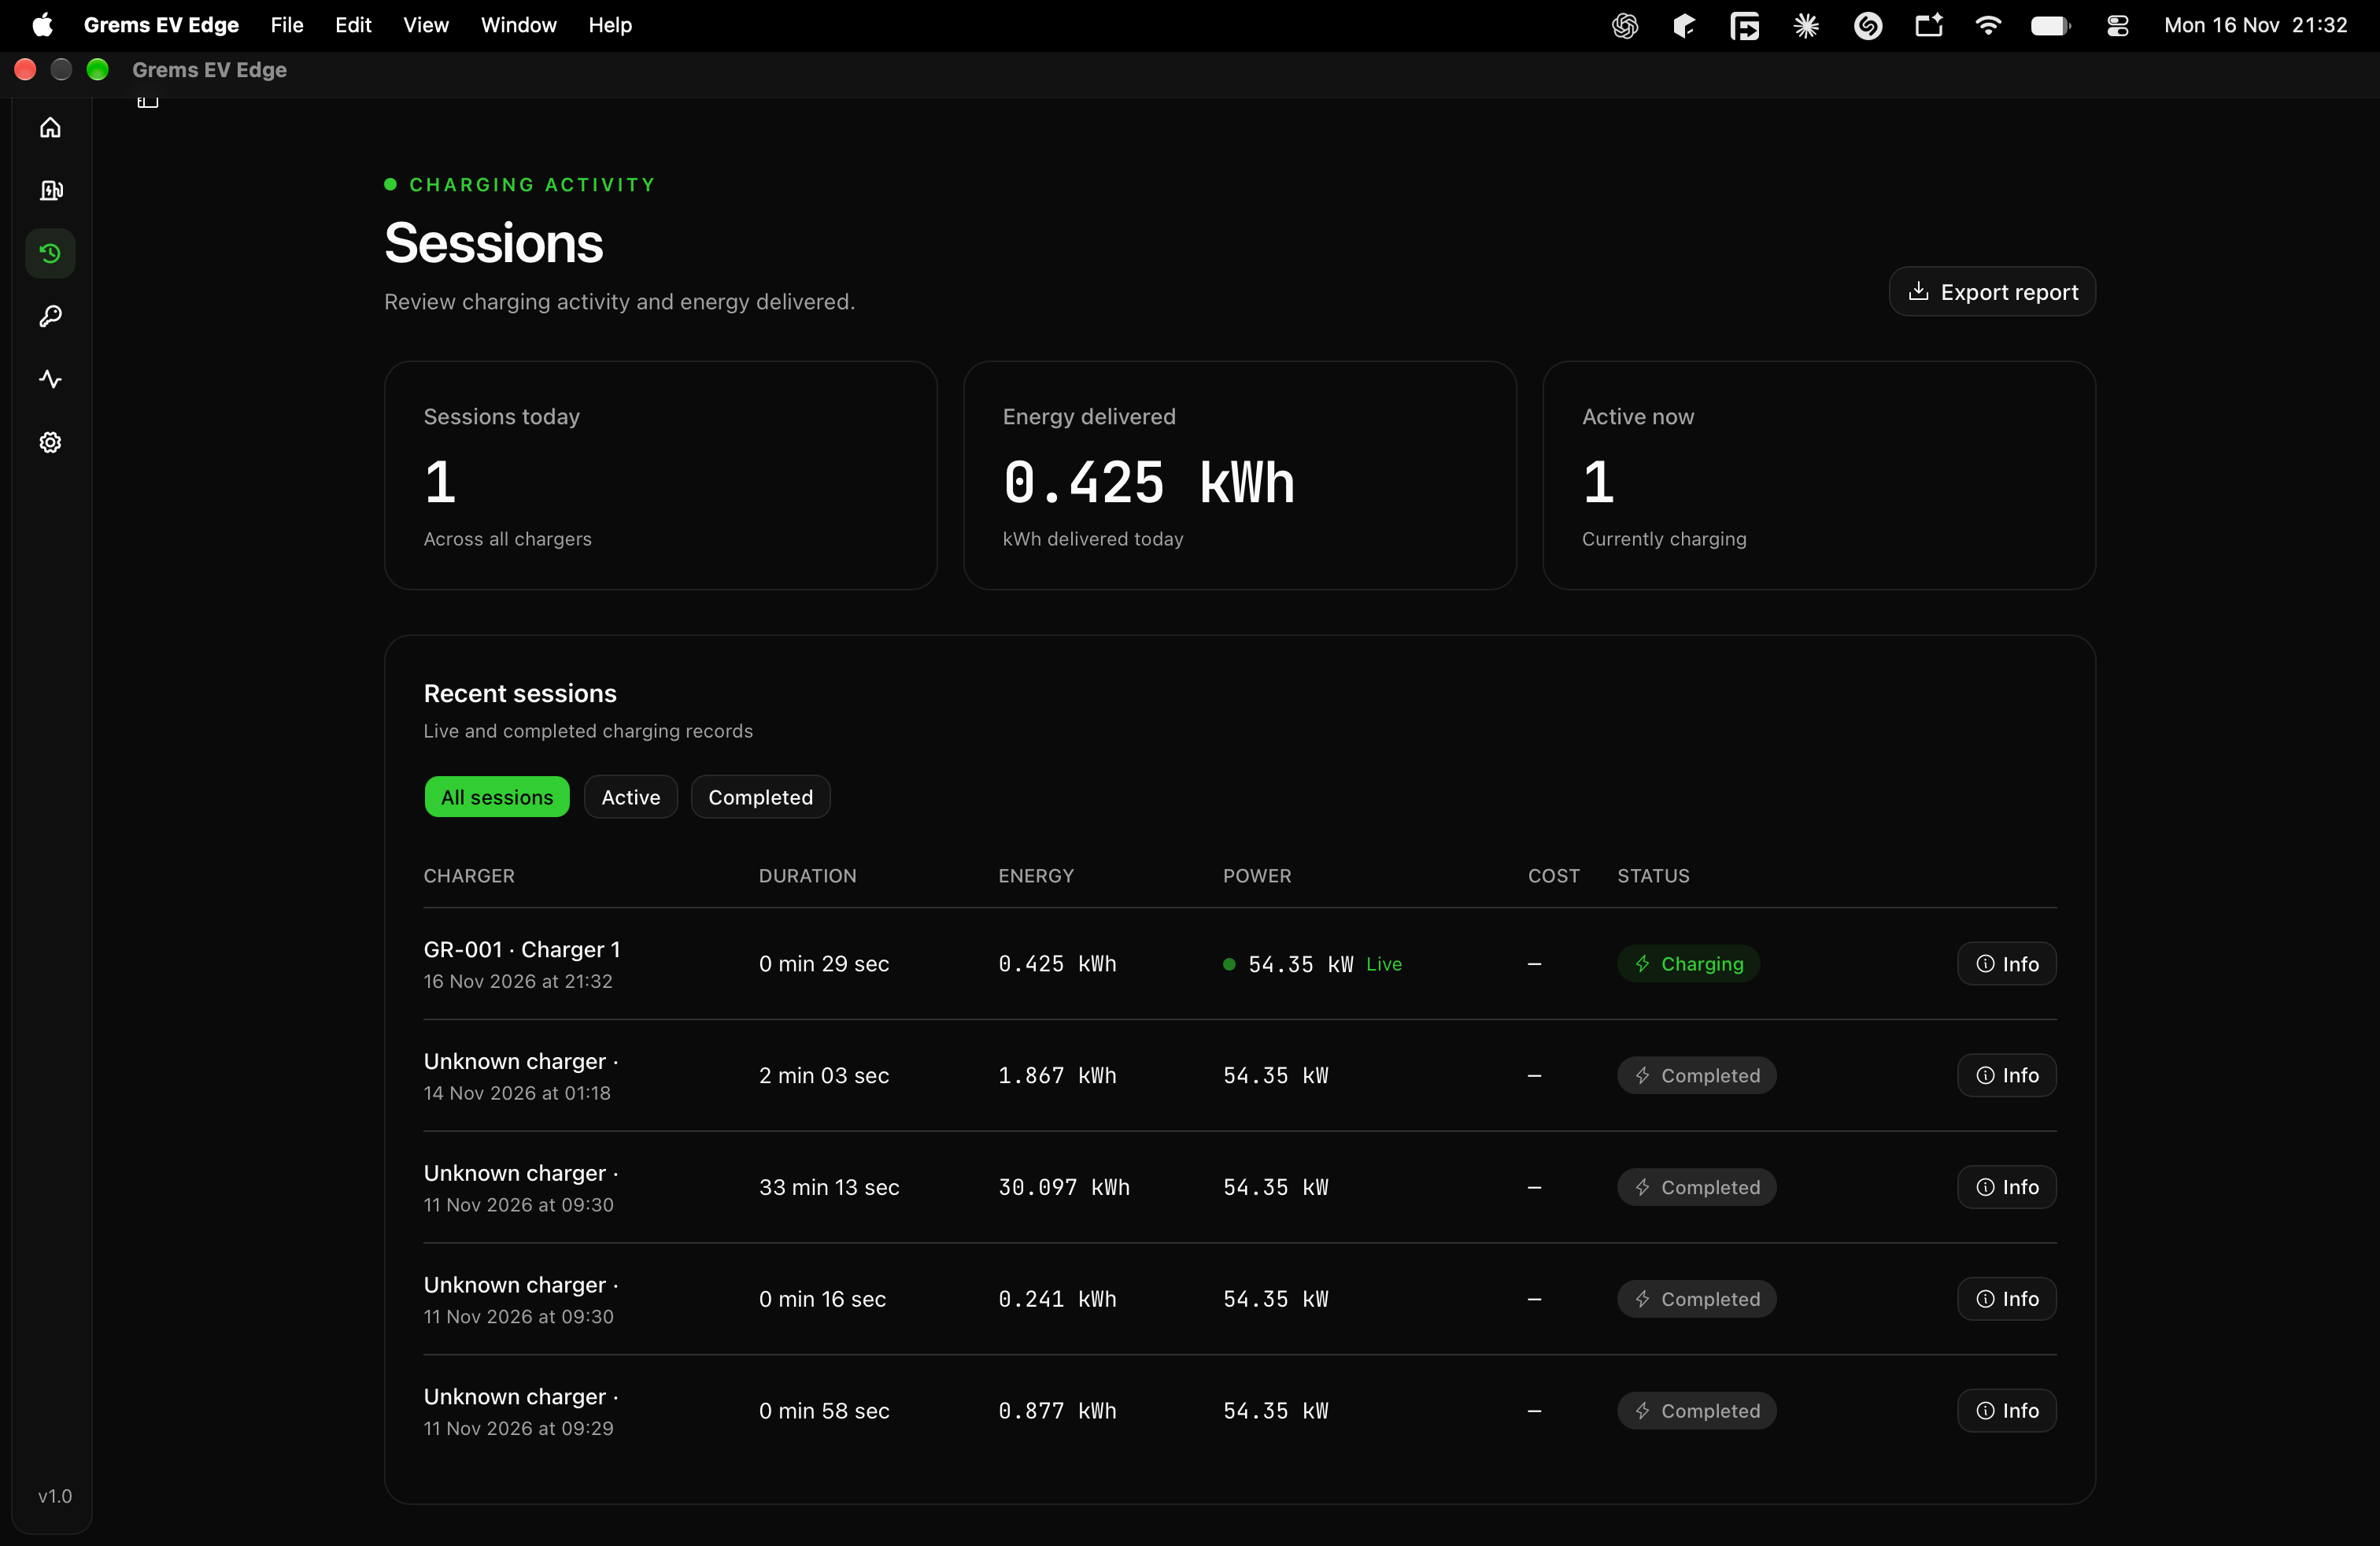 Grems EV Edge File Edit View Window Help Mon 16 Nov 21:32
Grems EV Edge
CHARGING ACTIVITY
Sessions
Review charging activity and energy delivered.
Export report
Sessions today
1
Across all chargers
Energy delivered
0.425 kWh
kWh delivered today
Active now
1
Currently charging
Recent sessions
Live and completed charging records
All sessions Active Completed
CHARGER DURATION ENERGY POWER COST STATUS
GR-001 · Charger 1
16 Nov 2026 at 21:32
0 min 29 sec 0.425 kWh 54.35 kW Live – Charging Info
Unknown charger ·
14 Nov 2026 at 01:18
2 min 03 sec 1.867 kWh 54.35 kW – Completed Info
Unknown charger ·
11 Nov 2026 at 09:30
33 min 13 sec 30.097 kWh 54.35 kW – Completed Info
Unknown charger ·
11 Nov 2026 at 09:30
0 min 16 sec 0.241 kWh 54.35 kW – Completed Info
Unknown charger ·
11 Nov 2026 at 09:29
0 min 58 sec 0.877 kWh 54.35 kW – Completed Info
v1.0